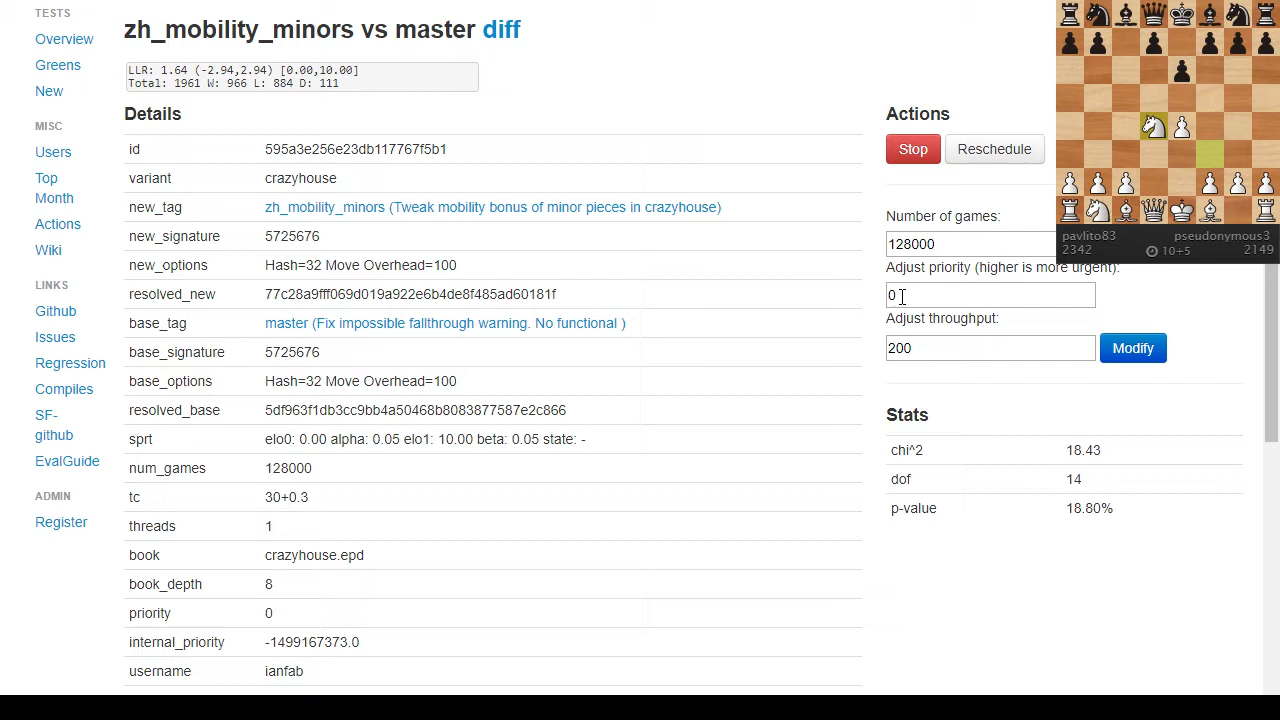 TESTS
Overview
Greens
New
MISC
Users
Top
Month
Actions
Wiki
LINKS
Github
Issues
Regression
Compiles
SF-
github
EvalGuide
ADMIN
Register
zh_mobility_minors vs master diff
LLR: 1.64 (-2.94,2.94) [0.00,10.00]
Total: 1961 W: 966 L: 884 D: 111
Details
id 595a3e256e23db117767f5b1
variant crazyhouse
new_tag zh_mobility_minors (Tweak mobility bonus of minor pieces in crazyhouse)
new_signature 5725676
new_options Hash=32 Move Overhead=100
resolved_new 77c28a9fff069d019a922e6b4de8f485ad60181f
base_tag master (Fix impossible fallthrough warning. No functional )
base_signature 5725676
base_options Hash=32 Move Overhead=100
resolved_base 5df963f1db3cc9bb4a50468b8083877587e2c866
sprt elo0: 0.00 alpha: 0.05 elo1: 10.00 beta: 0.05 state: -
num_games 128000
tc 30+0.3
threads 1
book crazyhouse.epd
book_depth 8
priority 0
internal_priority -1499167373.0
username ianfab
Actions
Stop Reschedule
Number of games:
128000
Adjust priority (higher is more urgent):
0
Adjust throughput:
200 Modify
Stats
chi^2 18.43
dof 14
p-value 18.80%
pavlito83 pseudonymous3
2342 10+5 2149